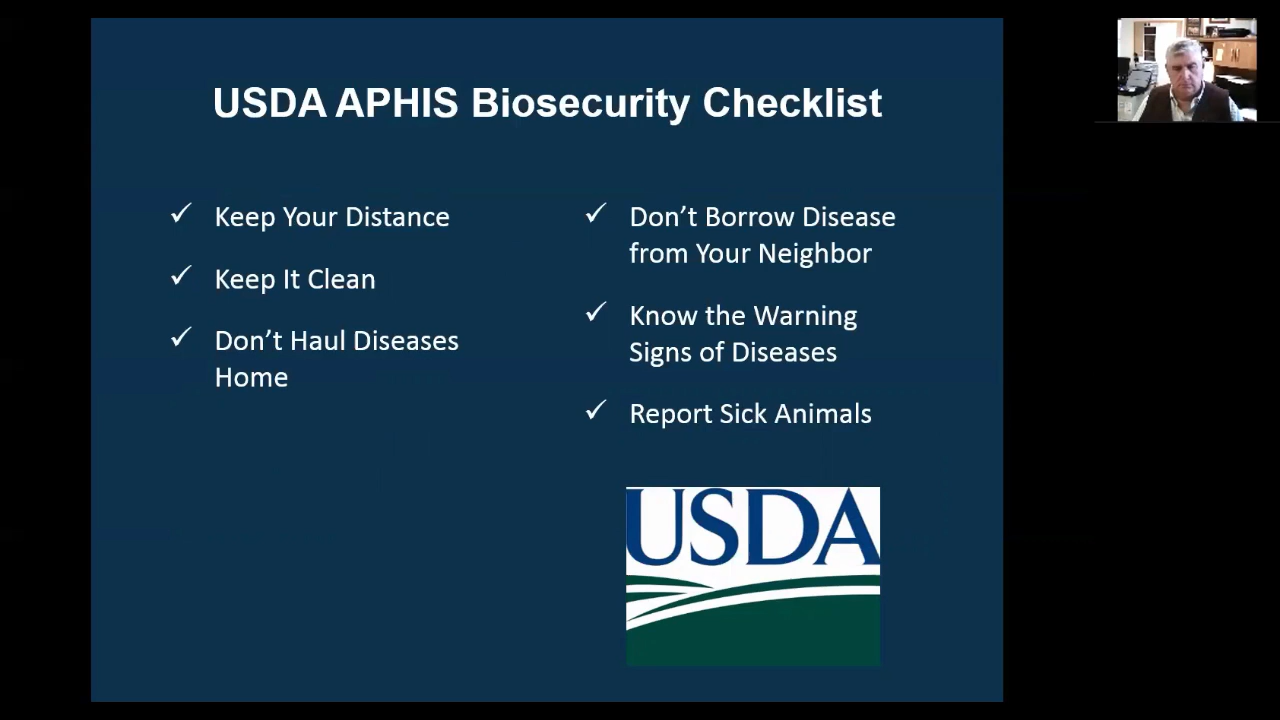 USDA APHIS Biosecurity Checklist
✓ Keep Your Distance
✓ Keep It Clean
✓ Don’t Haul Diseases
Home
✓ Don’t Borrow Disease
from Your Neighbor
✓ Know the Warning
Signs of Diseases
✓ Report Sick Animals
USDA